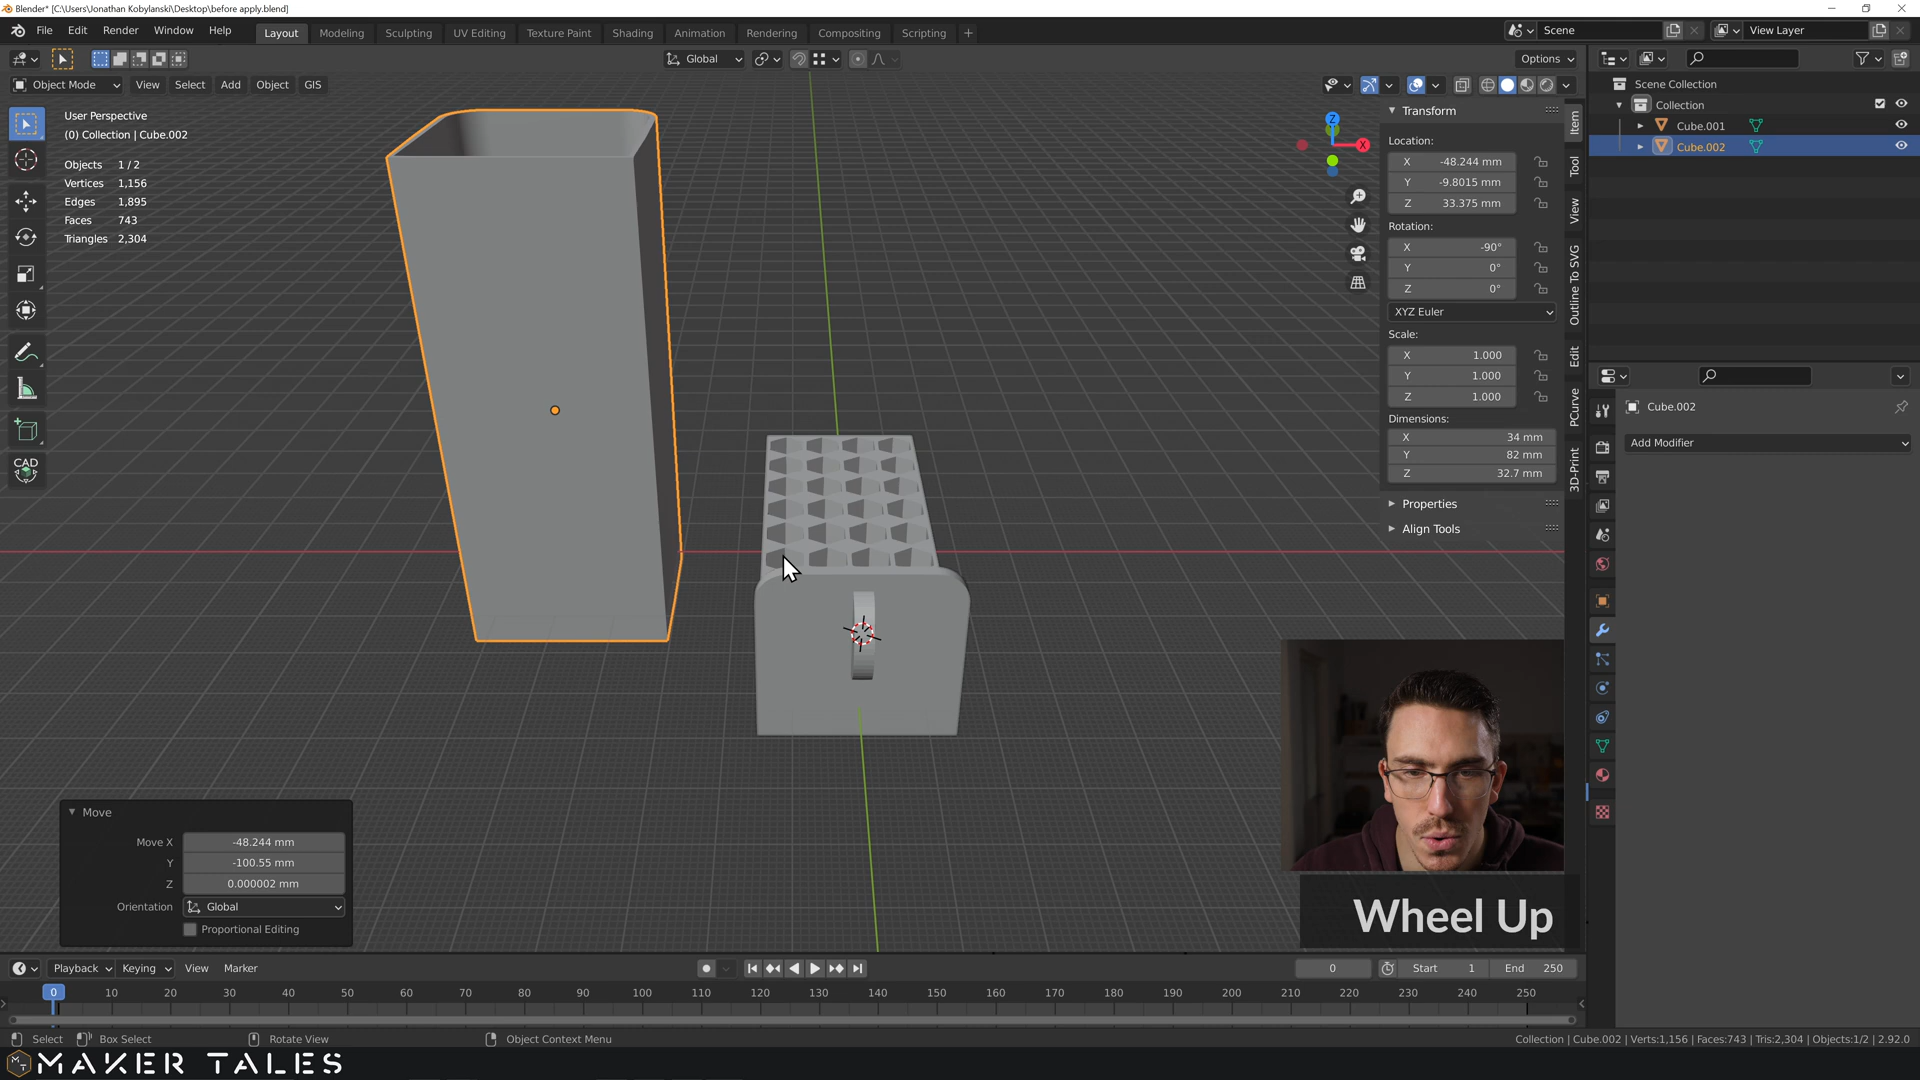 Blender* [C:\Users\Jonathan Kobylanski\Desktop\before apply.blend]
File Edit Render Window Help
Layout Modeling Sculpting UV Editing Texture Paint Shading Animation Rendering Compositing Scripting +
Scene
View Layer
Global
Options
Object Mode View Select Add Object GIS
User Perspective
(0) Collection | Cube.002
Objects 1 / 2
Vertices 1,156
Edges 1,895
Faces 743
Triangles 2,304
CAD
Z
X
Transform
Location:
X -48.244 mm
Y -9.8015 mm
Z 33.375 mm
Rotation:
X -90°
Y 0°
Z 0°
XYZ Euler
Scale:
X 1.000
Y 1.000
Z 1.000
Dimensions:
X 34 mm
Y 82 mm
Z 32.7 mm
Properties
Align Tools
Item
Tool
View
Outline To SVG
Edit
PCurve
3D-Print
Scene Collection
Collection
Cube.001
Cube.002
Cube.002
Add Modifier
Move
Move X -48.244 mm
Y -100.55 mm
Z 0.000002 mm
Orientation Global
Proportional Editing
Wheel Up
Playback Keying View Marker
0 Start 1 End 250
0 10 20 30 40 50 60 70 80 90 100 110 120 130 140 150 160 170 180 190 200 210 220 230 240 250
Select Box Select Rotate View Object Context Menu
Collection | Cube.002 | Verts:1,156 | Faces:743 | Tris:2,304 | Objects:1/2 | 2.92.0
MAKER TALES